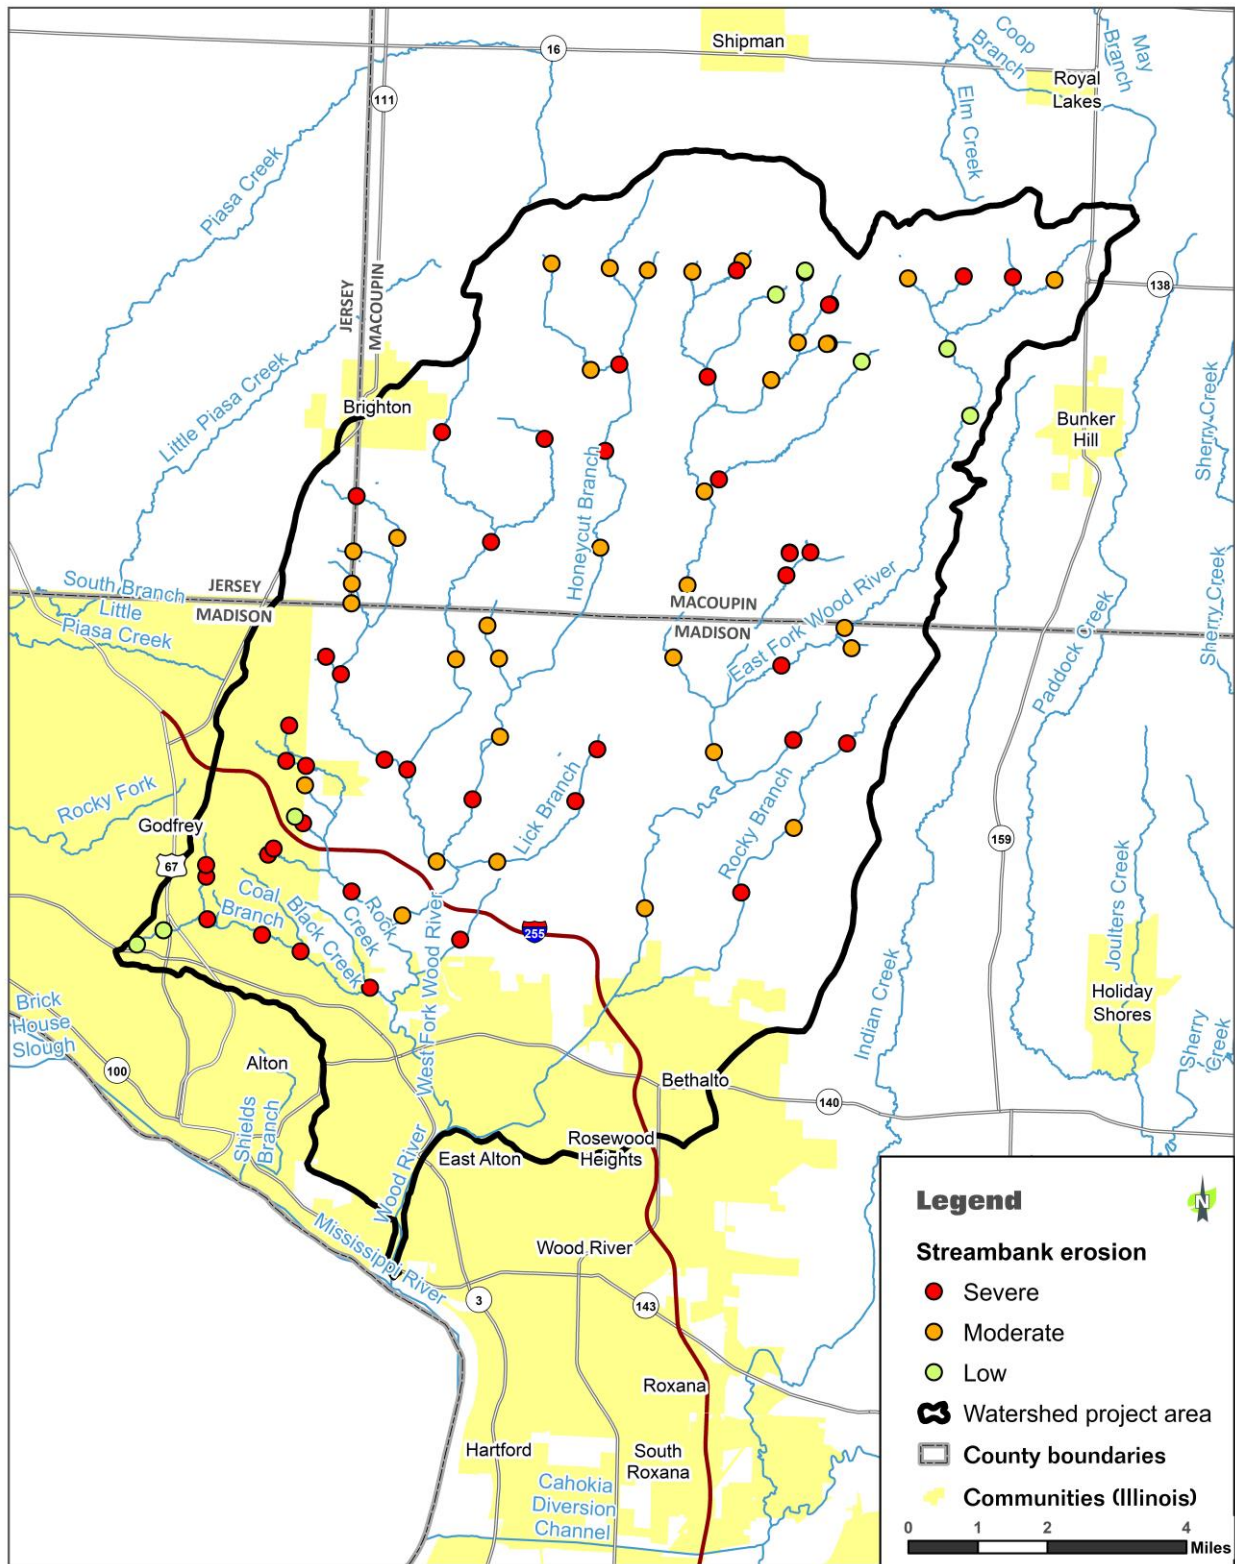 Shipman
16
Coop
Branch
May
Branch
Royal
Lakes
111
Elm Creek
Piasa Creek
JERSEY
MACOUPIN
138
Little Piasa Creek
Brighton
Bunker
Hill
Sherry Creek
Honeycut Branch
South Branch
Little
Piasa Creek
JERSEY
MADISON
MACOUPIN
MADISON
East Fork Wood River
Paddock Creek
Sherry Creek
Rocky Fork
Godfrey
67
Lick Branch
Rocky Branch
159
Coal
Branch
Black Creek
Rock
Creek
West Fork Wood River
255
Joulters Creek
Indian Creek
Holiday
Shores
Sherry
Creek
Brick
House
Slough
100
Alton
Shields
Branch
Bethalto
140
Rosewood
Heights
East Alton
Wood River
Mississippi River
Wood River
3
143
Roxana
Hartford
South
Roxana
Cahokia
Diversion
Channel
Legend
N
Streambank erosion
Severe
Moderate
Low
Watershed project area
County boundaries
Communities (Illinois)
0 1 2 4
Miles